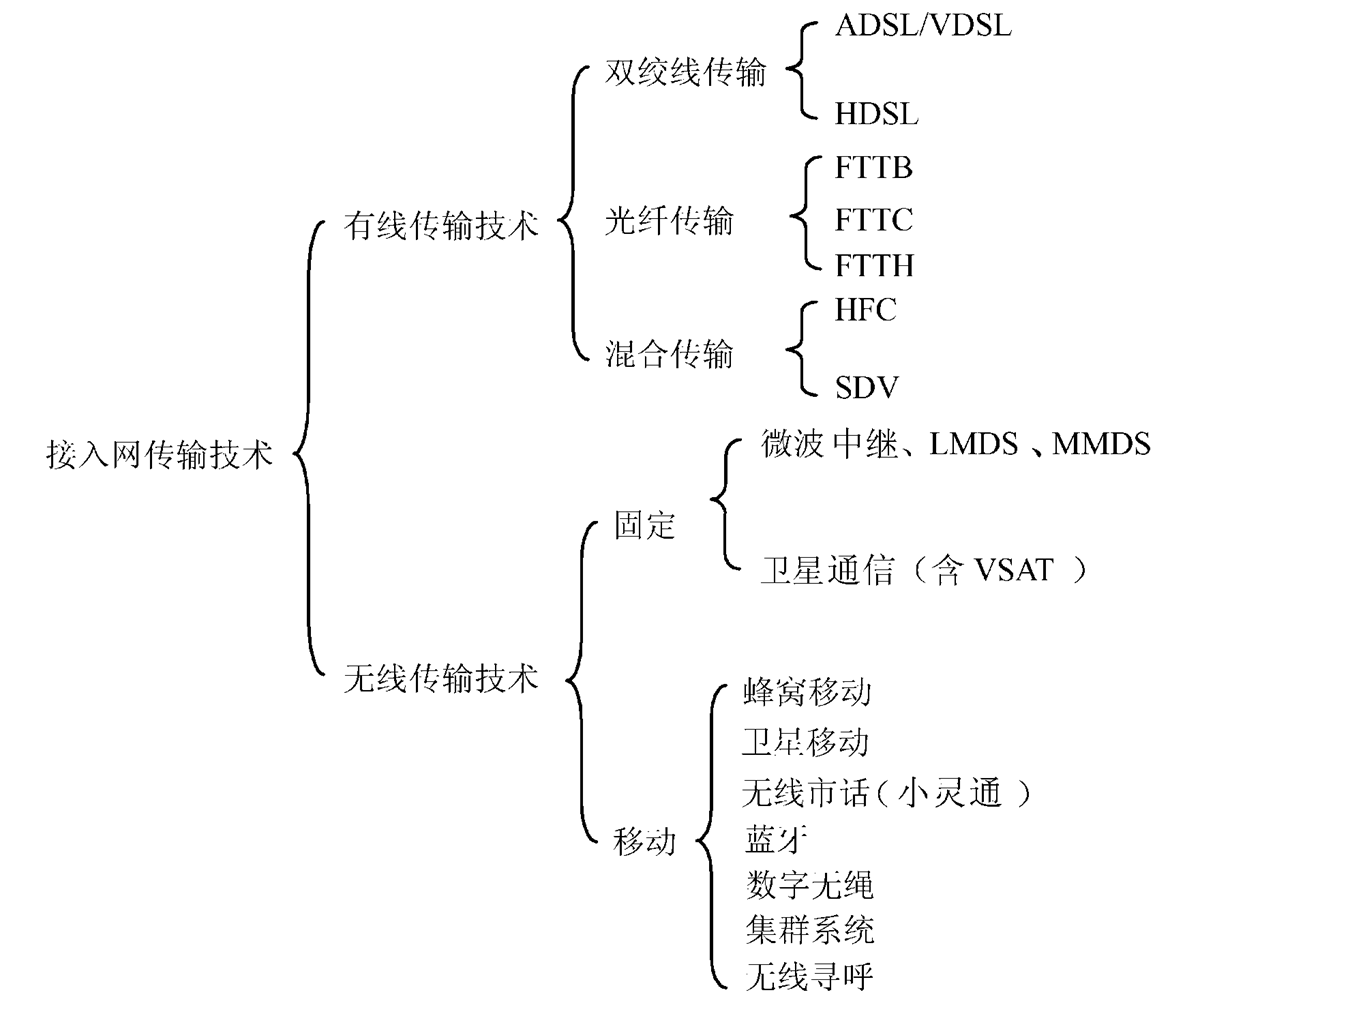 接入网传输技术
有线传输技术
双绞线传输
ADSL/VDSL
HDSL
光纤传输
FTTB
FTTC
FTTH
混合传输
HFC
SDV
无线传输技术
固定
微波中继、LMDS、MMDS
卫星通信（含VSAT ）
移动
蜂窝移动
卫星移动
无线市话（小灵通 ）
蓝牙
数字无绳
集群系统
无线寻呼